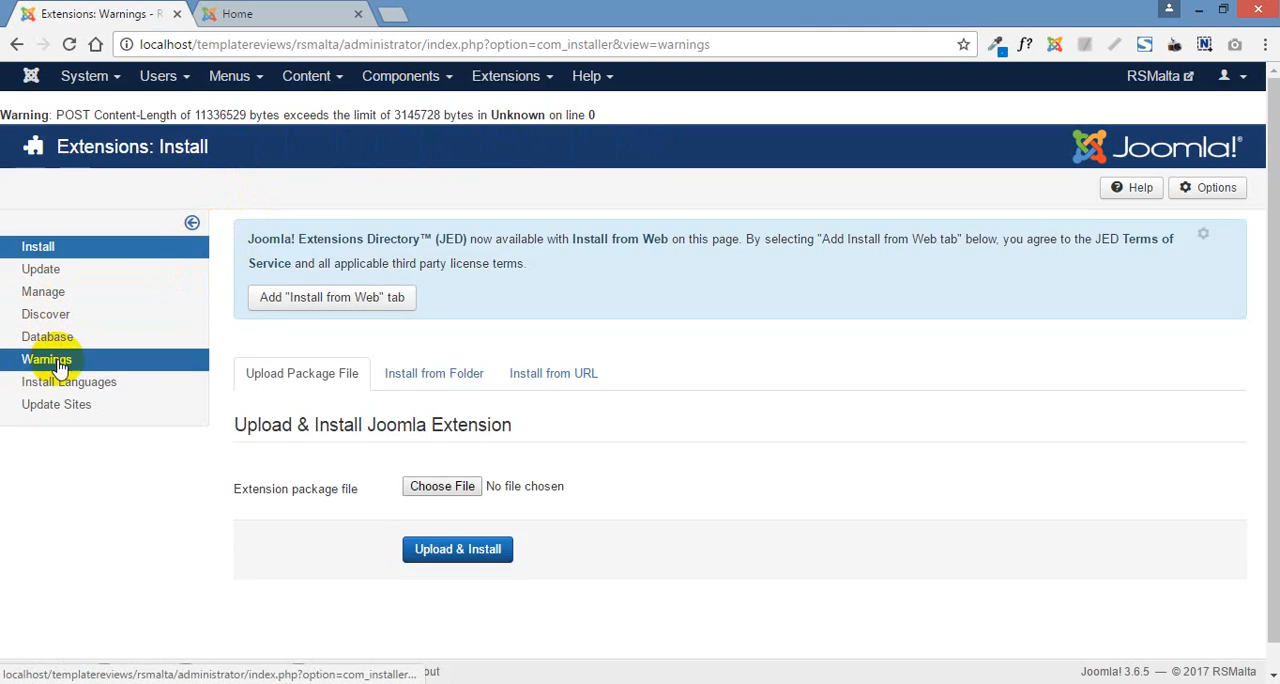 Extensions: Warnings - R
Home
localhost/templatereviews/rsmalta/administrator/index.php?option=com_installer&view=warnings
f?
S
N
System Users Menus Content Components Extensions Help RSMalta
Warning: POST Content-Length of 11336529 bytes exceeds the limit of 3145728 bytes in Unknown on line 0
Extensions: Install
Joomla!®
Help Options
Install
Update
Manage
Discover
Database
Warnings
Install Languages
Update Sites
Joomla! Extensions Directory™ (JED) now available with Install from Web on this page. By selecting "Add Install from Web tab" below, you agree to the JED Terms of
Service and all applicable third party license terms.
Add "Install from Web" tab
Upload Package File Install from Folder Install from URL
Upload & Install Joomla Extension
Extension package file Choose File No file chosen
Upload & Install
localhost/templatereviews/rsmalta/administrator/index.php?option=com_installer... out
Joomla! 3.6.5 — © 2017 RSMalta